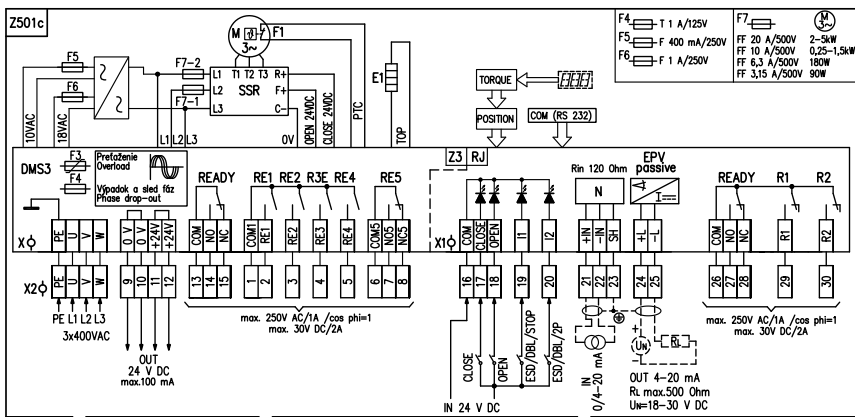 Z501c
M
3~
F1
F4 T 1 A/125V
F5 F 400 mA/250V
F6 F 1 A/250V
F7
M
3~
FF 20 A/500V 2-5kW
FF 10 A/500V 0,25-1,5kW
FF 6,3 A/500V 180W
FF 3,15 A/500V 90W
F5
F6
F7-2
F7-1
L1 T1 T2 T3 R+
L2 SSR F+
L3 C-
E1
TORQUE
POSITION
COM (RS 232)
10VAC
18VAC
L1 L2 L3
0V
OPEN 24VDC
CLOSE 24VDC
PTC
TOP
DMS3
F3
F4
Preťaženie
Overload
Výpadok a sled fáz
Phase drop-out
READY
RE1 RE2 R3E RE4
RE5
Z3 RJ
Rin 120 Ohm
N
EPV
passive
READY
R1
R2
X
PE U V W
0 V 0 V +24V +24V
COM NO NC
COM1 RE1 RE2 RE3 RE4
COM5 NO5 NC5
X1
COM CLOSE OPEN I1 I2
+IN -IN SH
+L -L
COM NO NC
R1
R2
X2
PE U V W
9 10 11 12
13 14 15
1 2 3 4 5
6 7 8
16 17 18 19 20
21 22 23
24 25
26 27 28
29
30
PE L1 L2 L3
3x400VAC
OUT
24 V DC
max.100 mA
max. 250V AC/1A /cos phi=1
max. 30V DC/2A
IN 24 V DC
CLOSE
OPEN
ESD/DBL/STOP
ESD/DBL/2P
IN
0/4-20 mA
+
UN
-
RL
OUT 4-20 mA
RL max.500 Ohm
UN=18-30 V DC
max. 250V AC/1A /cos phi=1
max. 30V DC/2A